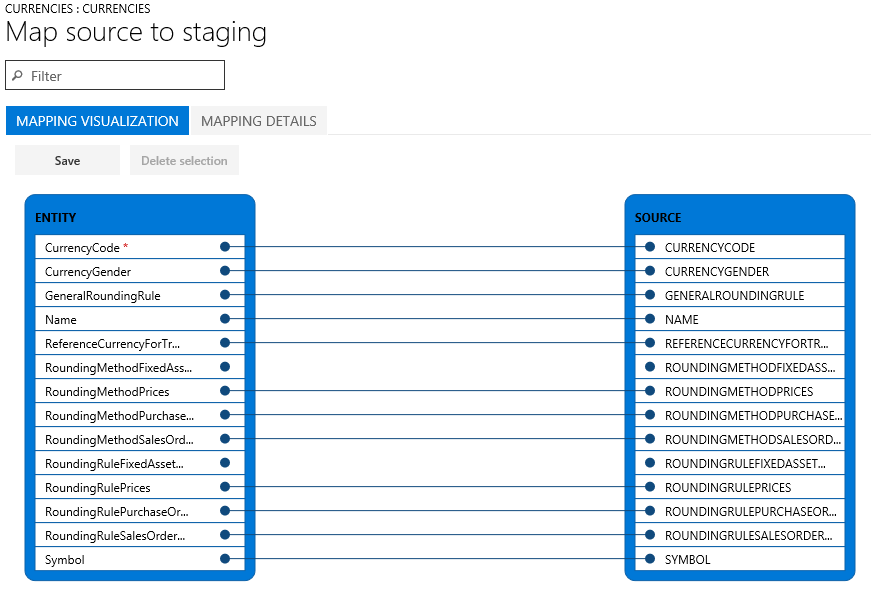 CURRENCIES : CURRENCIES
Map source to staging
Filter
MAPPING VISUALIZATION MAPPING DETAILS
Save Delete selection
ENTITY SOURCE
CurrencyCode * CURRENCYCODE
CurrencyGender CURRENCYGENDER
GeneralRoundingRule GENERALROUNDINGRULE
Name NAME
ReferenceCurrencyForTr... REFERENCECURRENCYFORTR...
RoundingMethodFixedAss... ROUNDINGMETHODFIXEDASS...
RoundingMethodPrices ROUNDINGMETHODPRICES
RoundingMethodPurchase... ROUNDINGMETHODPURCHASE...
RoundingMethodSalesOrd... ROUNDINGMETHODSALESORD...
RoundingRuleFixedAsset... ROUNDINGRULEFIXEDASSET...
RoundingRulePrices ROUNDINGRULEPRICES
RoundingRulePurchaseOr... ROUNDINGRULEPURCHASEOR...
RoundingRuleSalesOrder... ROUNDINGRULESALESORDER...
Symbol SYMBOL